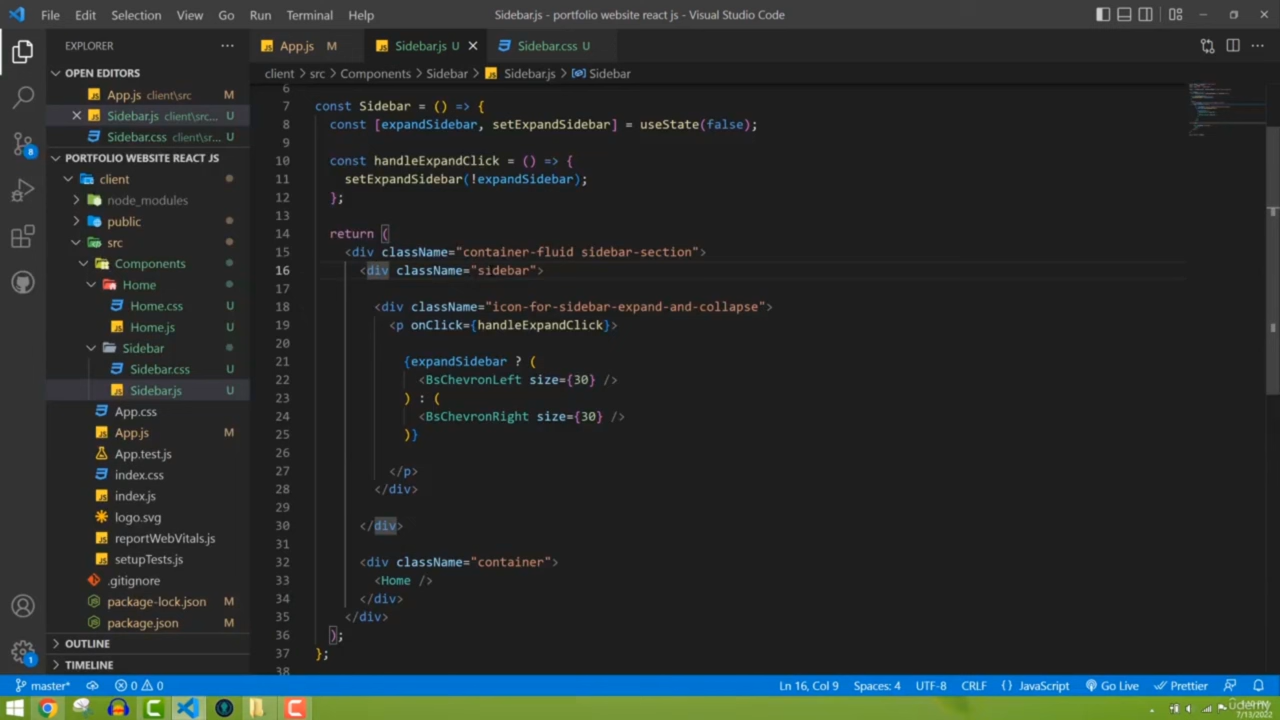 File Edit Selection View Go Run Terminal Help Sidebar.js - portfolio website react js - Visual Studio Code
EXPLORER
OPEN EDITORS
App.js client\src M
Sidebar.js client\src... U
Sidebar.css client\sr... U
PORTFOLIO WEBSITE REACT JS
client
node_modules
public
src
Components
Home
Home.css U
Home.js U
Sidebar
Sidebar.css U
Sidebar.js U
App.css
App.js M
App.test.js
index.css
index.js
logo.svg
reportWebVitals.js
setupTests.js
.gitignore
package-lock.json M
package.json M
OUTLINE
TIMELINE
8
1
App.js M Sidebar.js U Sidebar.css U
client > src > Components > Sidebar > Sidebar.js > Sidebar
6
7 const Sidebar = () => {
8 const [expandSidebar, setExpandSidebar] = useState(false);
9
10 const handleExpandClick = () => {
11 setExpandSidebar(!expandSidebar);
12 };
13
14 return (
15 <div className="container-fluid sidebar-section">
16 <div className="sidebar">
17
18 <div className="icon-for-sidebar-expand-and-collapse">
19 <p onClick={handleExpandClick}>
20
21 {expandSidebar ? (
22 <BsChevronLeft size={30} />
23 ) : (
24 <BsChevronRight size={30} />
25 )}
26
27 </p>
28 </div>
29
30 </div>
31
32 <div className="container">
33 <Home />
34 </div>
35 </div>
36 );
37 };
38
master* 0 0 Ln 16, Col 9 Spaces: 4 UTF-8 CRLF {} JavaScript Go Live Prettier
udemy
7/13/2022